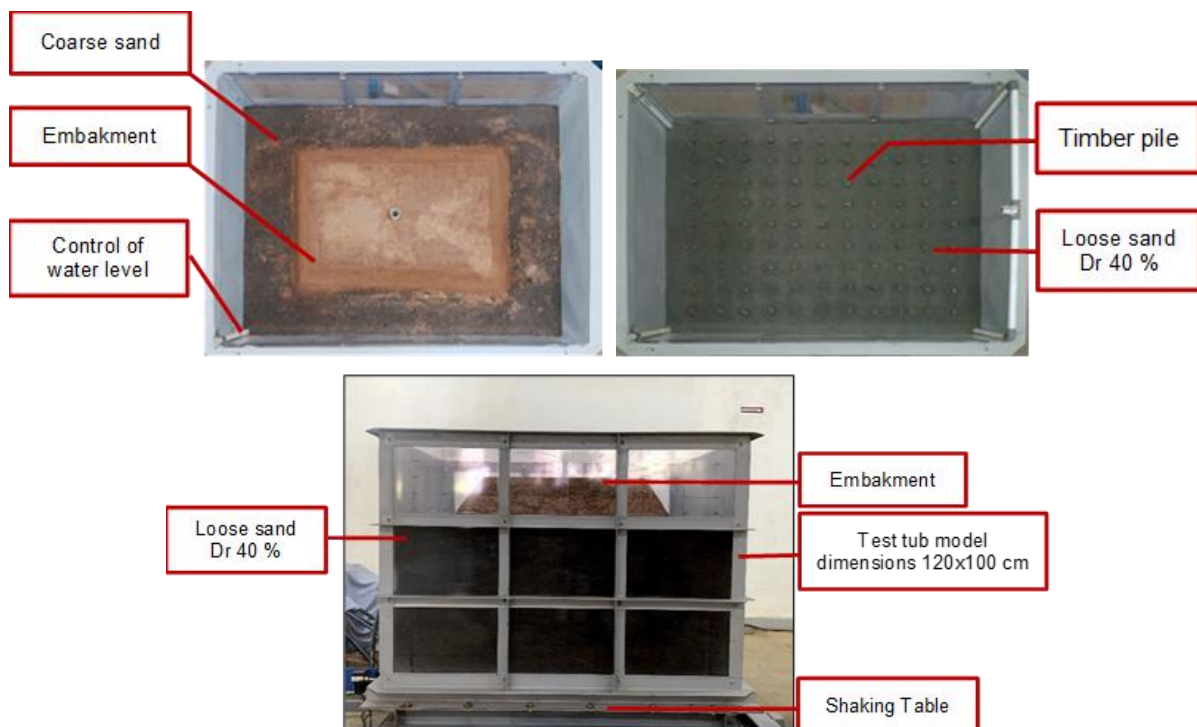 Coarse sand
Embakment
Control of
water level
Timber pile
Loose sand
Dr 40 %
Loose sand
Dr 40 %
Embakment
Test tub model
dimensions 120x100 cm
Shaking Table